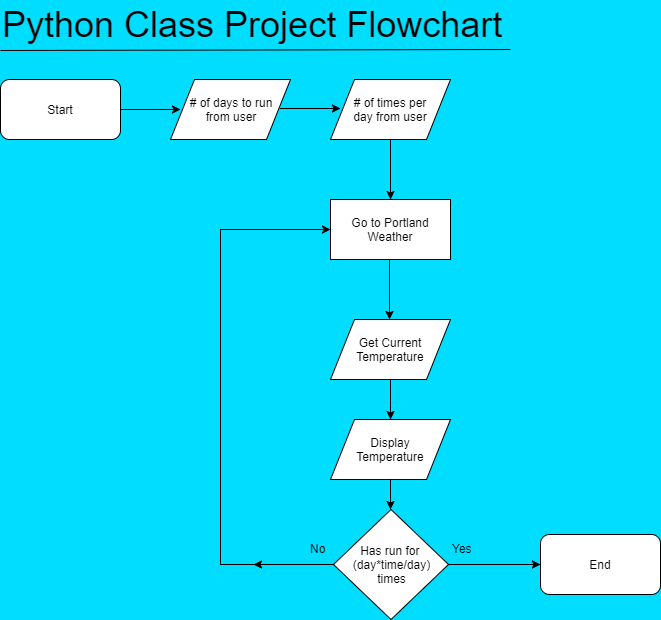 Python Class Project Flowchart
Start
# of days to run
from user
# of times per
day from user
Go to Portland
Weather
Get Current
Temperature
Display
Temperature
Has run for
(day*time/day)
times
No
Yes
End